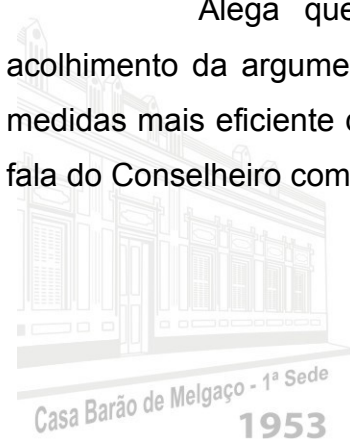 Alega que
acolhimento da argume
medidas mais eficiente
fala do Conselheiro com
Casa Barão de Melgaço - 1ª Sede
1953